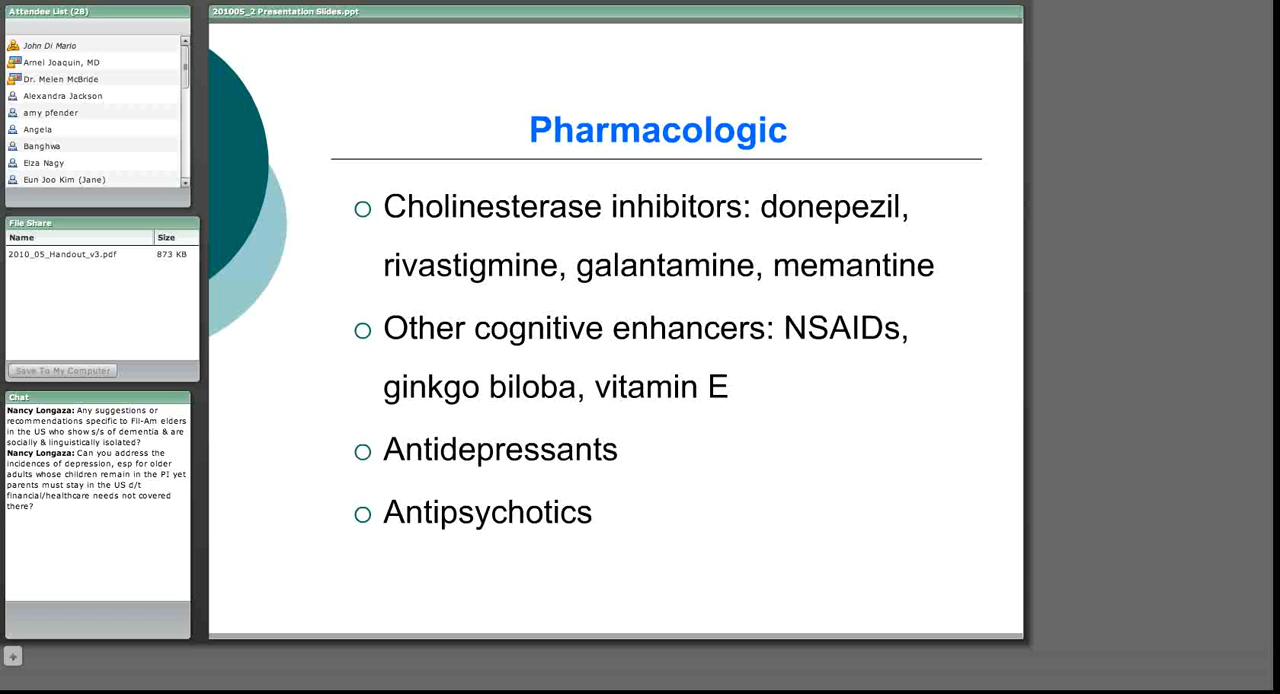 Attendee List (28)
John Di Mario
Arnel Joaquin, MD
Dr. Melen McBride
Alexandra Jackson
amy pfender
Angela
Banghwa
Elza Nagy
Eun Joo Kim (Jane)
File Share
Name Size
2010_05_Handout_v3.pdf 873 KB
Save To My Computer
Chat
Nancy Longaza: Any suggestions or
recommendations specific to Fil-Am elders
in the US who show s/s of dementia & are
socially & linguistically isolated?
Nancy Longaza: Can you address the
incidences of depression, esp for older
adults whose children remain in the PI yet
parents must stay in the US d/t
financial/healthcare needs not covered
there?
201005_2 Presentation Slides.ppt
Pharmacologic
Cholinesterase inhibitors: donepezil,
rivastigmine, galantamine, memantine
Other cognitive enhancers: NSAIDs,
ginkgo biloba, vitamin E
Antidepressants
Antipsychotics